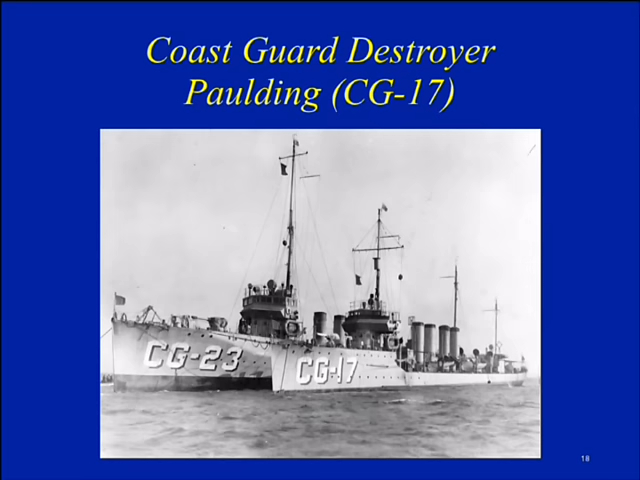 Coast Guard Destroyer
Paulding (CG-17)
CG-23
CG-17
18